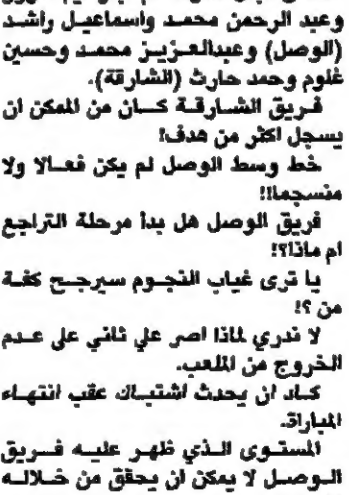 وعبد الرحمن محمد واسماعيل راشد
(الوصل) وعبدالعزيز محمد وحسين
غلوم وحمد حارث (الشارقة).
فريق الشارقة كان من الممكن ان
يسجل اكثر من هدف!
خط وسط الوصل لم يكن فعالا ولا
منسجما!!
فريق الوصل هل بدأ مرحلة التراجع
ام ماذا؟!
يا ترى غياب النجوم سيرجح كفة
من ؟!
لا ندري لماذا اصر علي ثاني على عدم
الخروج من الملعب.
كاد ان يحدث اشتباك عقب انتهاء
المباراة.
المستوى الذي ظهر عليه فريق
الوصل لا يمكن ان يحقق من خلاله